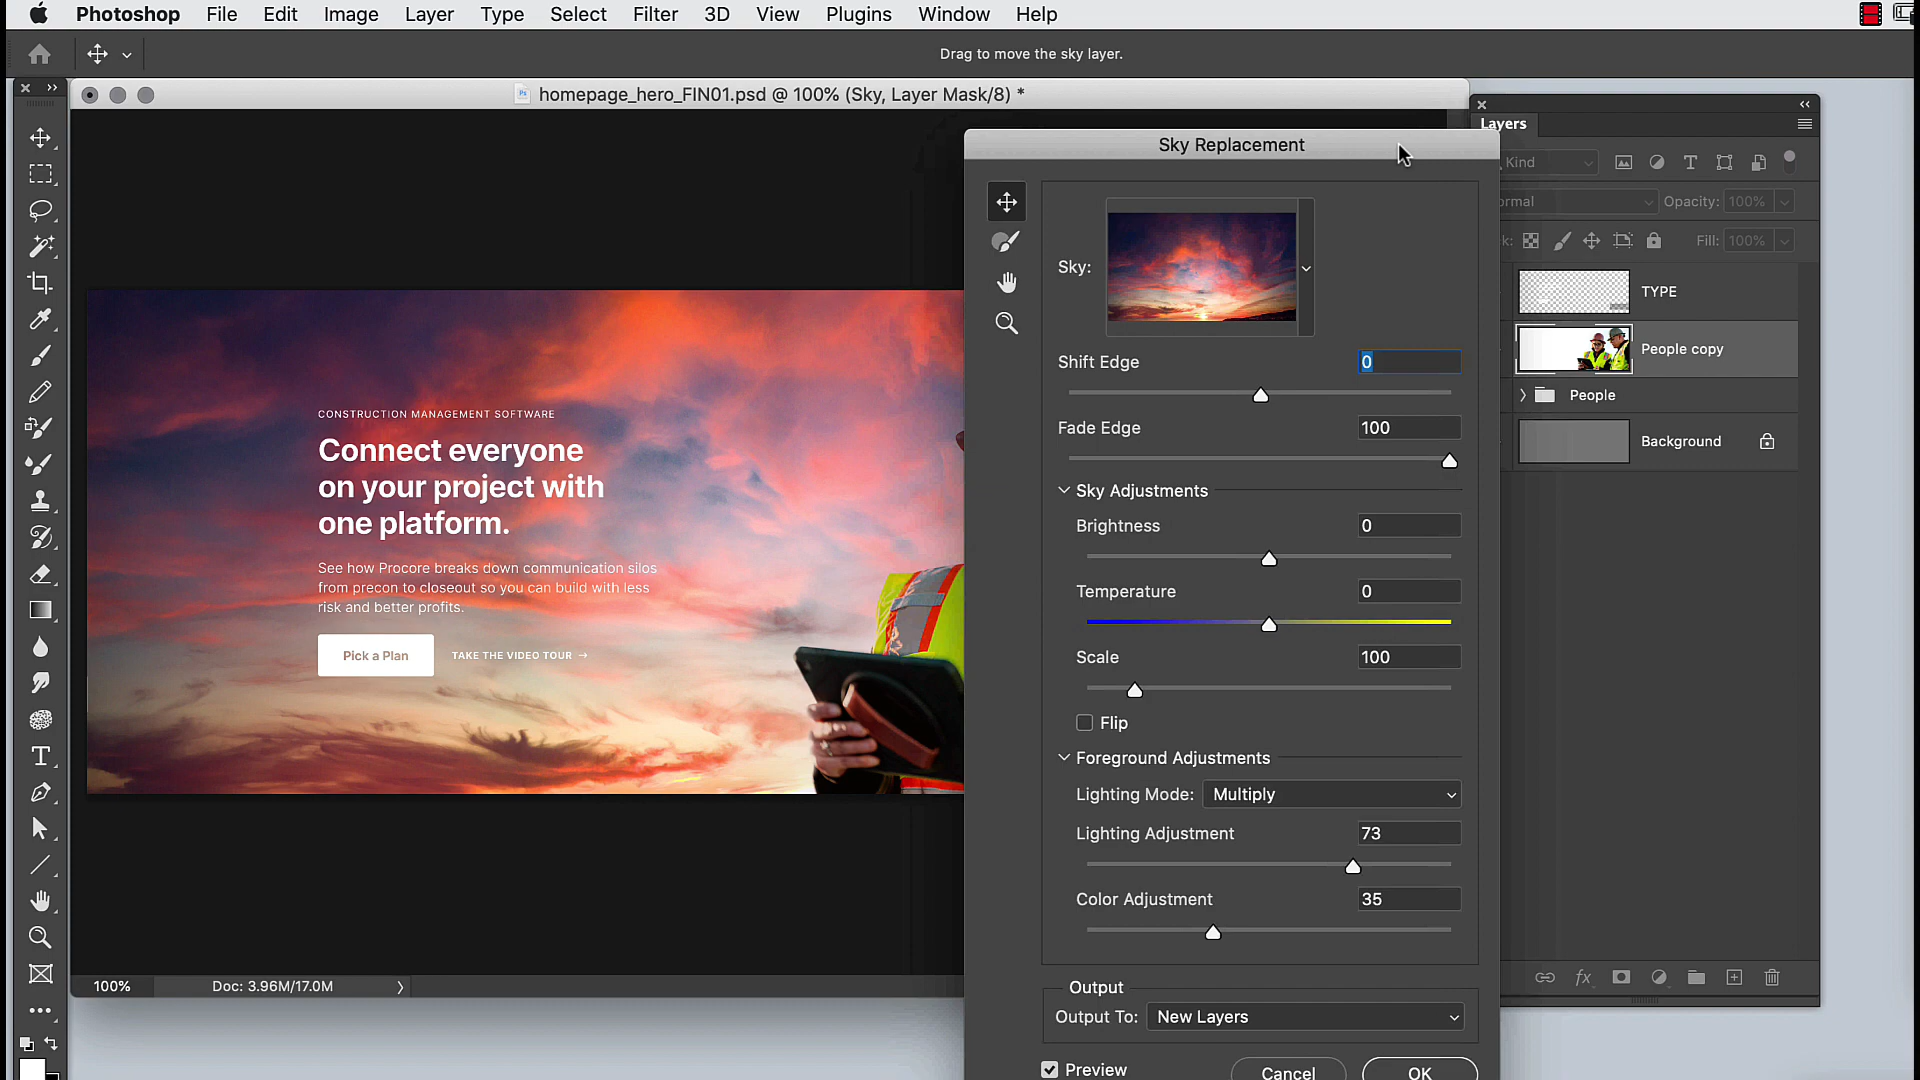 Photoshop File Edit Image Layer Type Select Filter 3D View Plugins Window Help
Drag to move the sky layer.
homepage_hero_FIN01.psd @ 100% (Sky, Layer Mask/8) *
CONSTRUCTION MANAGEMENT SOFTWARE
Connect everyone
on your project with
one platform.
See how Procore breaks down communication silos
from precon to closeout so you can build with less
risk and better profits.
Pick a Plan
TAKE THE VIDEO TOUR →
100%
Doc: 3.96M/17.0M
Sky Replacement
Sky:
Shift Edge 0
Fade Edge 100
Sky Adjustments
Brightness 0
Temperature 0
Scale 100
Flip
Foreground Adjustments
Lighting Mode: Multiply
Lighting Adjustment 73
Color Adjustment 35
Output
Output To: New Layers
Preview
Cancel
OK
Layers
Kind
rmal Opacity: 100%
k: Fill: 100%
TYPE
People copy
People
Background